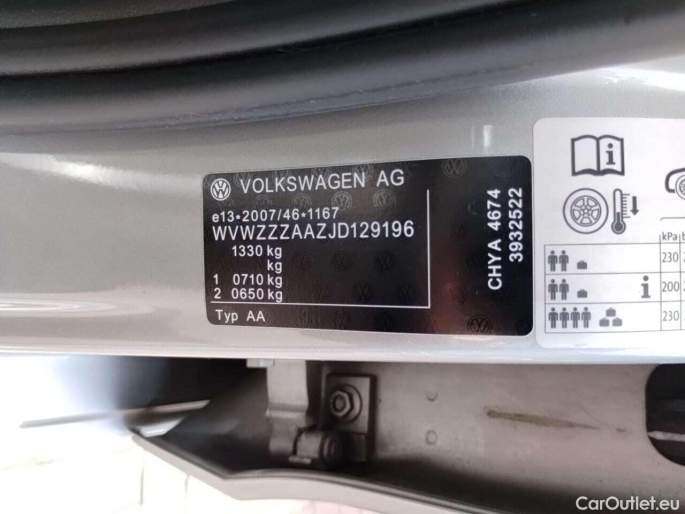 VOLKSWAGEN AG
e13*2007/46*1167
WVWZZZAAZJD129196
1330 kg
kg
1 0710 kg
2 0650 kg
Typ AA
CHYA 4674
3932522
kPa
230
i 200
230
CarOutlet.eu